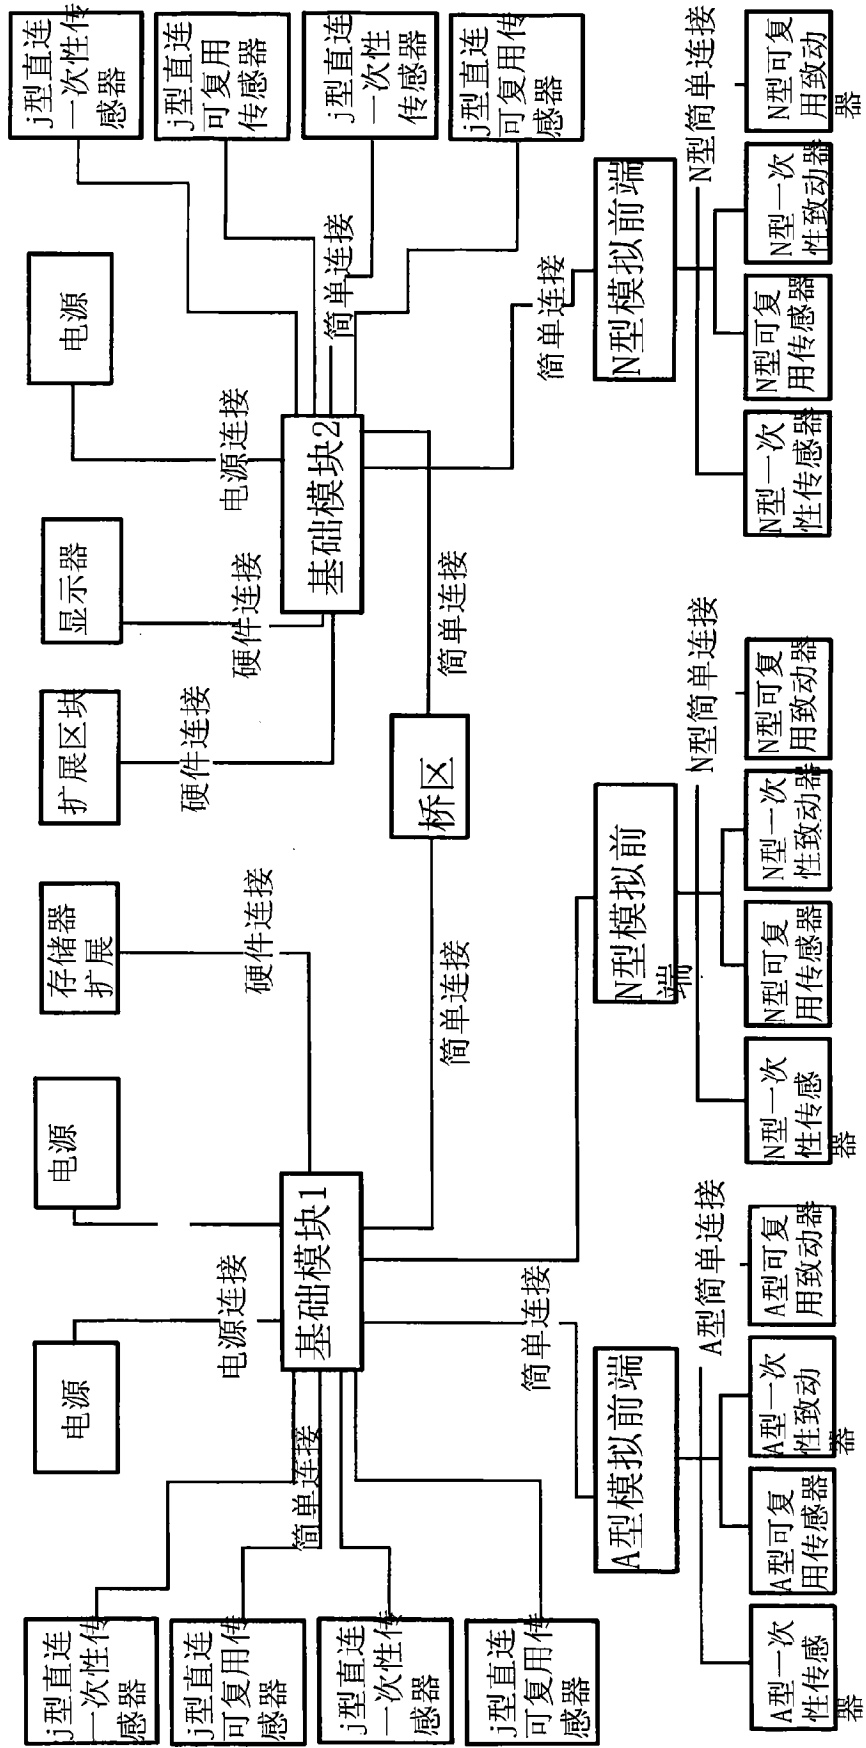 j型直连
一次性传
感器
j型直连
可复用传
感器
j型直连
一次性传
感器
j型直连
可复用传
感器
简单连接
电源
电源连接
电源
存储器
扩展
硬件连接
扩展区块
硬件连接
显示器
硬件连接
电源
电源连接
j型直连
一次性传
感器
j型直连
可复用
传感器
j型直连
一次性
传感器
j型直连
可复用传
感器
简单连接
基础模块1
基础模块2
简单连接
桥区
简单连接
简单连接
简单连接
A型模拟前端
N型模拟前
端
N型模拟前端
A型简单连接
N型简单连接
N型简单连接
A型一次
性传感
器
A型可复
用传感器
A型一次
性致动
器
A型可复
用致动器
N型一次
性传感
器
N型可复
用传感器
N型一次
性致动器
N型可复
用致动器
N型一次
性传感器
N型可复
用传感器
N型一次
性致动器
N型可复
用致动
器